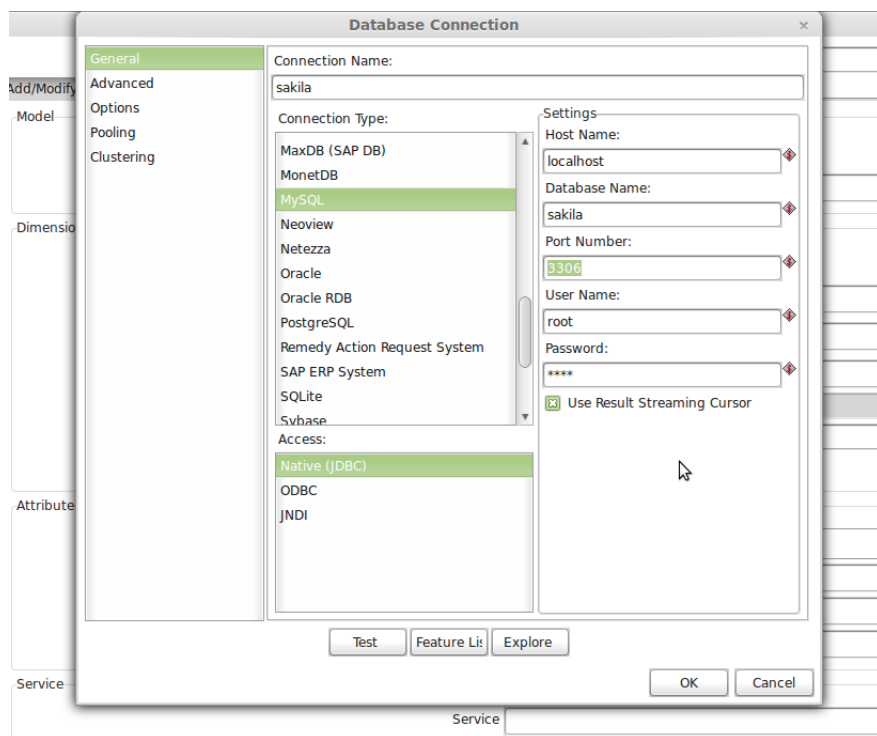 Database Connection
×
General
Advanced
Options
Pooling
Clustering
Connection Name:
sakila
Connection Type:
MaxDB (SAP DB)
MonetDB
MySQL
Neoview
Netezza
Oracle
Oracle RDB
PostgreSQL
Remedy Action Request System
SAP ERP System
SQLite
Sybase
Access:
Native (JDBC)
ODBC
JNDI
Settings
Host Name:
localhost
Database Name:
sakila
Port Number:
3306
User Name:
root
Password:
****
Use Result Streaming Cursor
Test
Feature Lis
Explore
OK
Cancel
Add/Modify
Model
Dimensio
Attribute
Service
Service